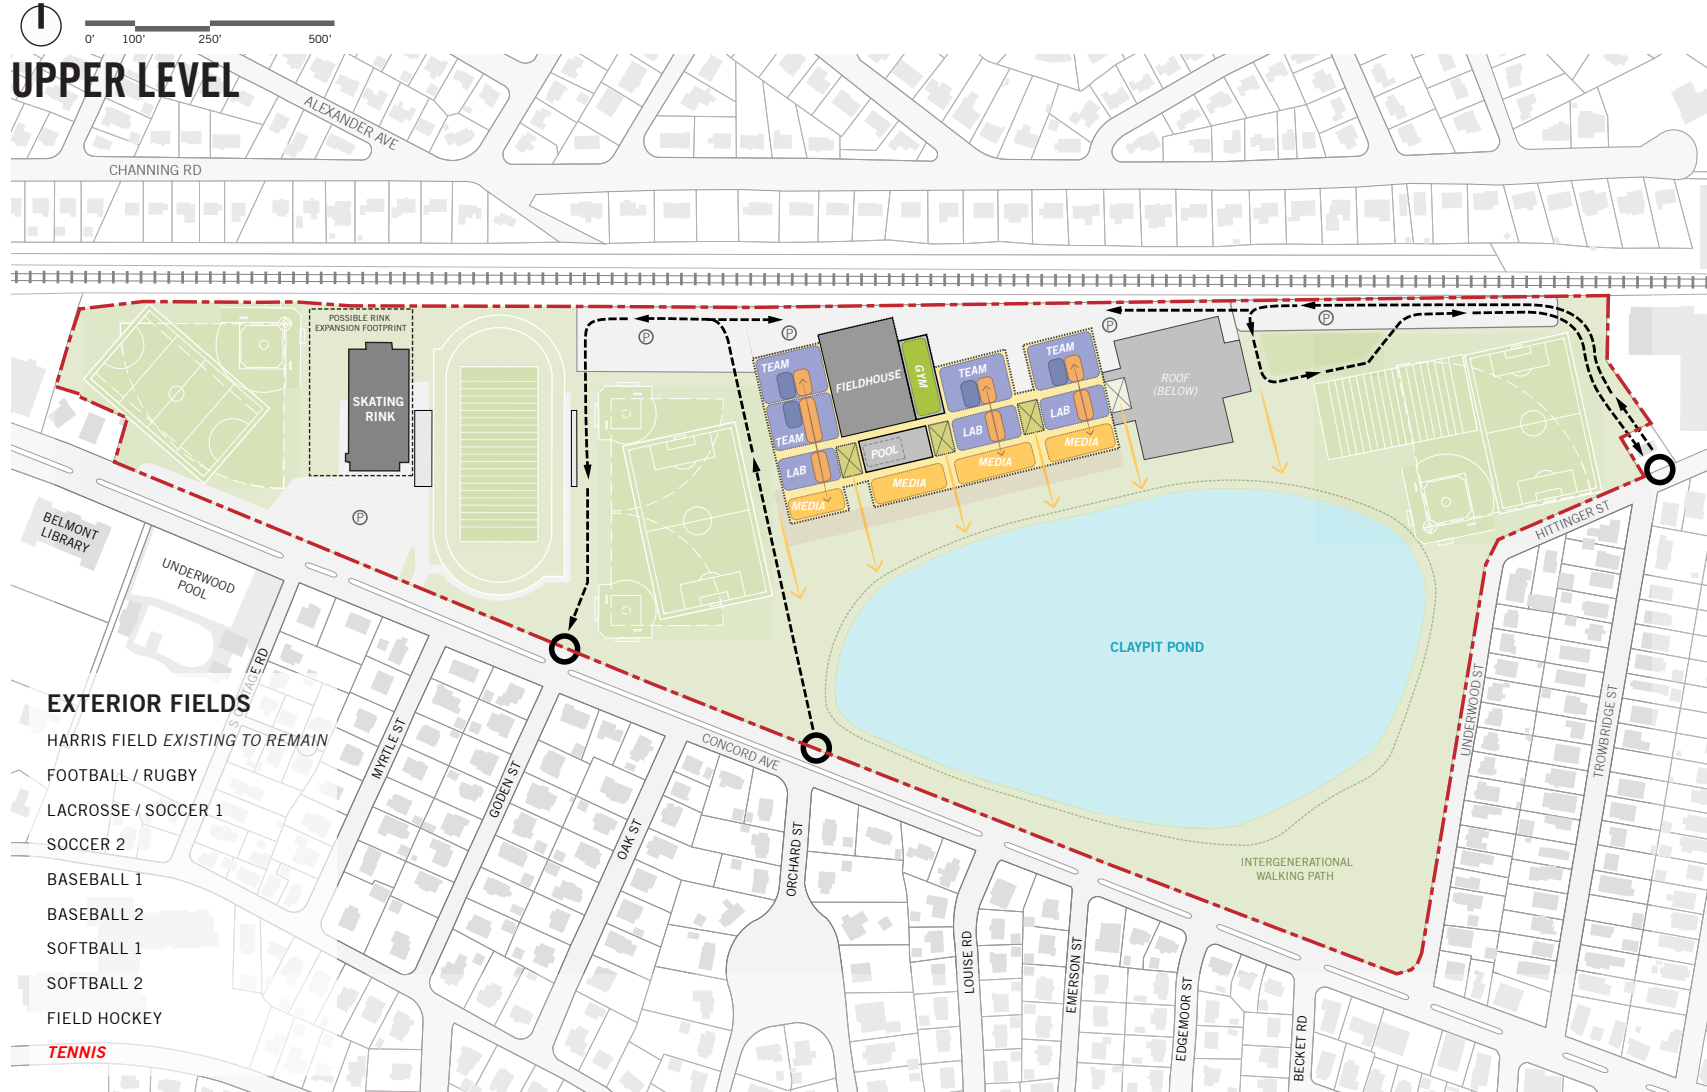 0' 100' 250' 500'
UPPER LEVEL
ALEXANDER AVE
CHANNING RD
POSSIBLE RINK
EXPANSION FOOTPRINT
SKATING
RINK
P
P
P
P
P
TEAM
TEAM
LAB
MEDIA
FIELDHOUSE
GYM
POOL
MEDIA
TEAM
LAB
MEDIA
TEAM
LAB
MEDIA
ROOF
(BELOW)
BELMONT
LIBRARY
UNDERWOOD
POOL
CLAYPIT POND
HITTINGER ST
UNDERWOOD ST
TROWBRIDGE ST
INTERGENERATIONAL
WALKING PATH
MYRTLE ST
GODEN ST
OAK ST
CONCORD AVE
ORCHARD ST
LOUISE RD
EMERSON ST
EDGEMOOR ST
BECKET RD
EXTERIOR FIELDS
HARRIS FIELD EXISTING TO REMAIN
FOOTBALL / RUGBY
LACROSSE / SOCCER 1
SOCCER 2
BASEBALL 1
BASEBALL 2
SOFTBALL 1
SOFTBALL 2
FIELD HOCKEY
TENNIS